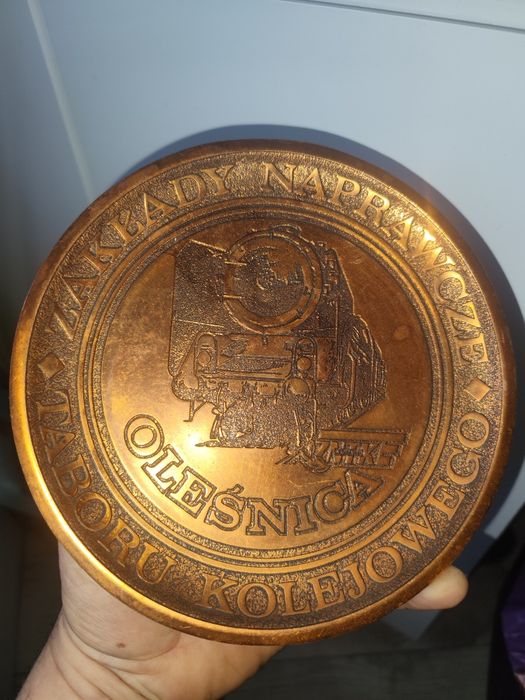 ZAKŁADY NAPRAWCZE
TABORU KOLEJOWEGO
OLEŚNICA